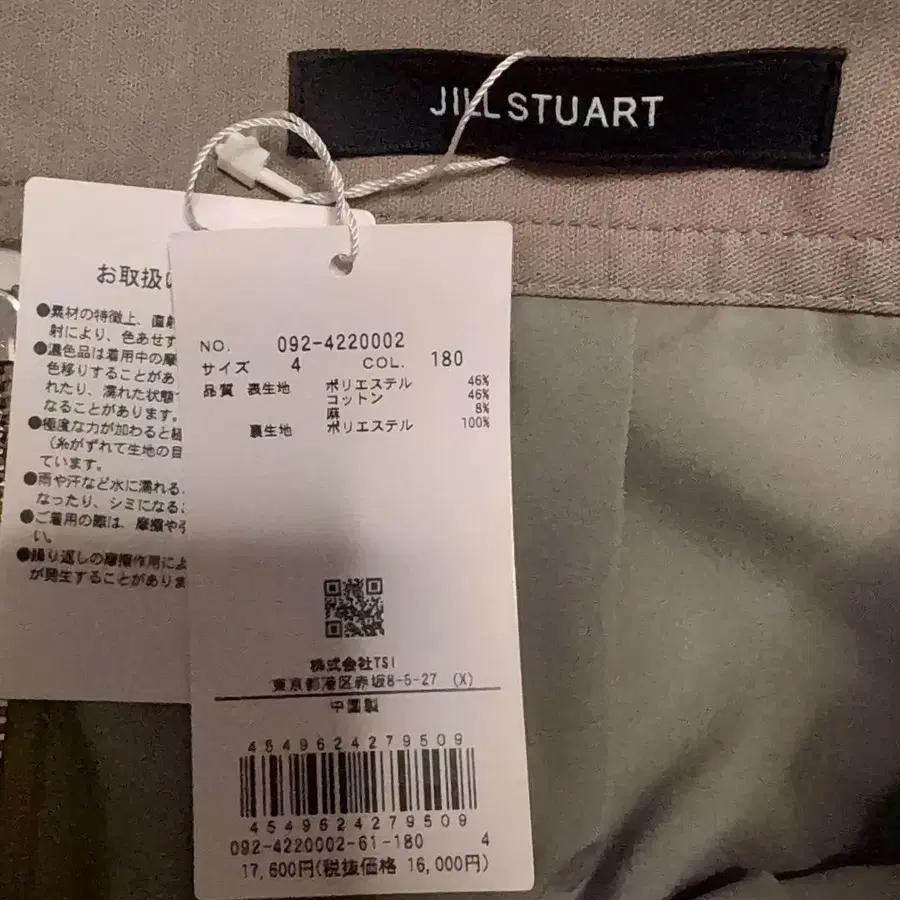 JILLSTUART
お取扱い
●素材の特徴上、直射
射により、色あせす
●濃色品は着用中の摩
色移りすることがあ
れたり、濡れた状態
なることがあります。
●極度な力が加わると縫
（糸がずれて生地の目
ています。
●雨や汗など水に濡れる
なったり、シミになる
●ご着用の際は、摩擦や引
い。
●繰り返しの摩擦作用によ
が発生することがありま
NO. 092-4220002
サイズ 4 COL. 180
品質 表生地 ポリエステル 46%
コットン 46%
麻 8%
裏生地 ポリエステル 100%
株式会社TSI
東京都港区赤坂8-5-27 (X)
中国製
4549624279509
4549624279509
092-4220002-61-180 4
17,600円(税抜価格 16,000円)